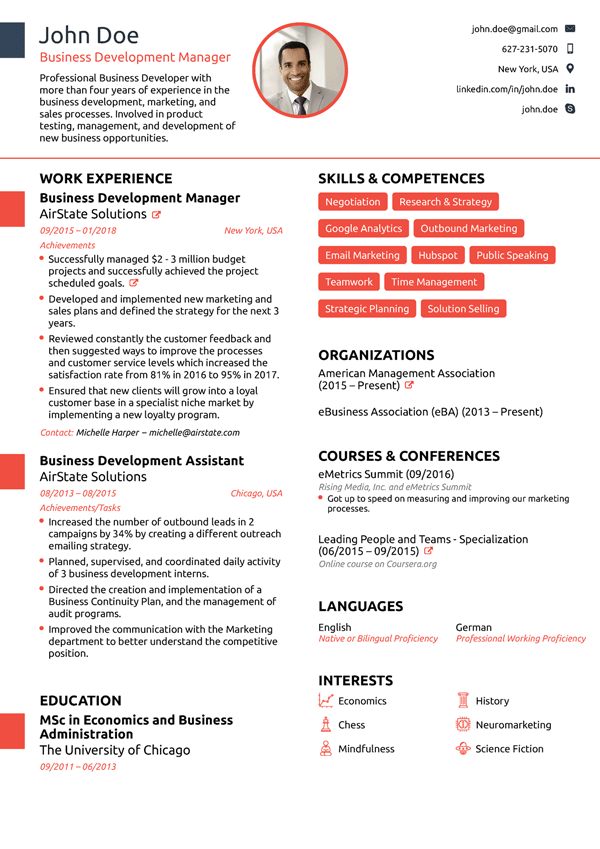 John Doe
Business Development Manager
Professional Business Developer with
more than four years of experience in the
business development, marketing, and
sales processes. Involved in product
testing, management, and development of
new business opportunities.
john.doe@gmail.com
627-231-5070
New York, USA
linkedin.com/in/john.doe
john.doe
WORK EXPERIENCE
Business Development Manager
AirState Solutions
09/2015 – 01/2018 New York, USA
Achievements
• Successfully managed $2 - 3 million budget
projects and successfully achieved the project
scheduled goals.
• Developed and implemented new marketing and
sales plans and defined the strategy for the next 3
years.
• Reviewed constantly the customer feedback and
then suggested ways to improve the processes
and customer service levels which increased the
satisfaction rate from 81% in 2016 to 95% in 2017.
• Ensured that new clients will grow into a loyal
customer base in a specialist niche market by
implementing a new loyalty program.
Contact: Michelle Harper – michelle@airstate.com
Business Development Assistant
AirState Solutions
08/2013 – 08/2015 Chicago, USA
Achievements/Tasks
• Increased the number of outbound leads in 2
campaigns by 34% by creating a different outreach
emailing strategy.
• Planned, supervised, and coordinated daily activity
of 3 business development interns.
• Directed the creation and implementation of a
Business Continuity Plan, and the management of
audit programs.
• Improved the communication with the Marketing
department to better understand the competitive
position.
EDUCATION
MSc in Economics and Business
Administration
The University of Chicago
09/2011 – 06/2013
SKILLS & COMPETENCES
Negotiation Research & Strategy
Google Analytics Outbound Marketing
Email Marketing Hubspot Public Speaking
Teamwork Time Management
Strategic Planning Solution Selling
ORGANIZATIONS
American Management Association
(2015 – Present)
eBusiness Association (eBA) (2013 – Present)
COURSES & CONFERENCES
eMetrics Summit (09/2016)
Rising Media, Inc. and eMetrics Summit
• Got up to speed on measuring and improving our marketing
processes.
Leading People and Teams - Specialization
(06/2015 – 09/2015)
Online course on Coursera.org
LANGUAGES
English German
Native or Bilingual Proficiency Professional Working Proficiency
INTERESTS
Economics History
Chess Neuromarketing
Mindfulness Science Fiction